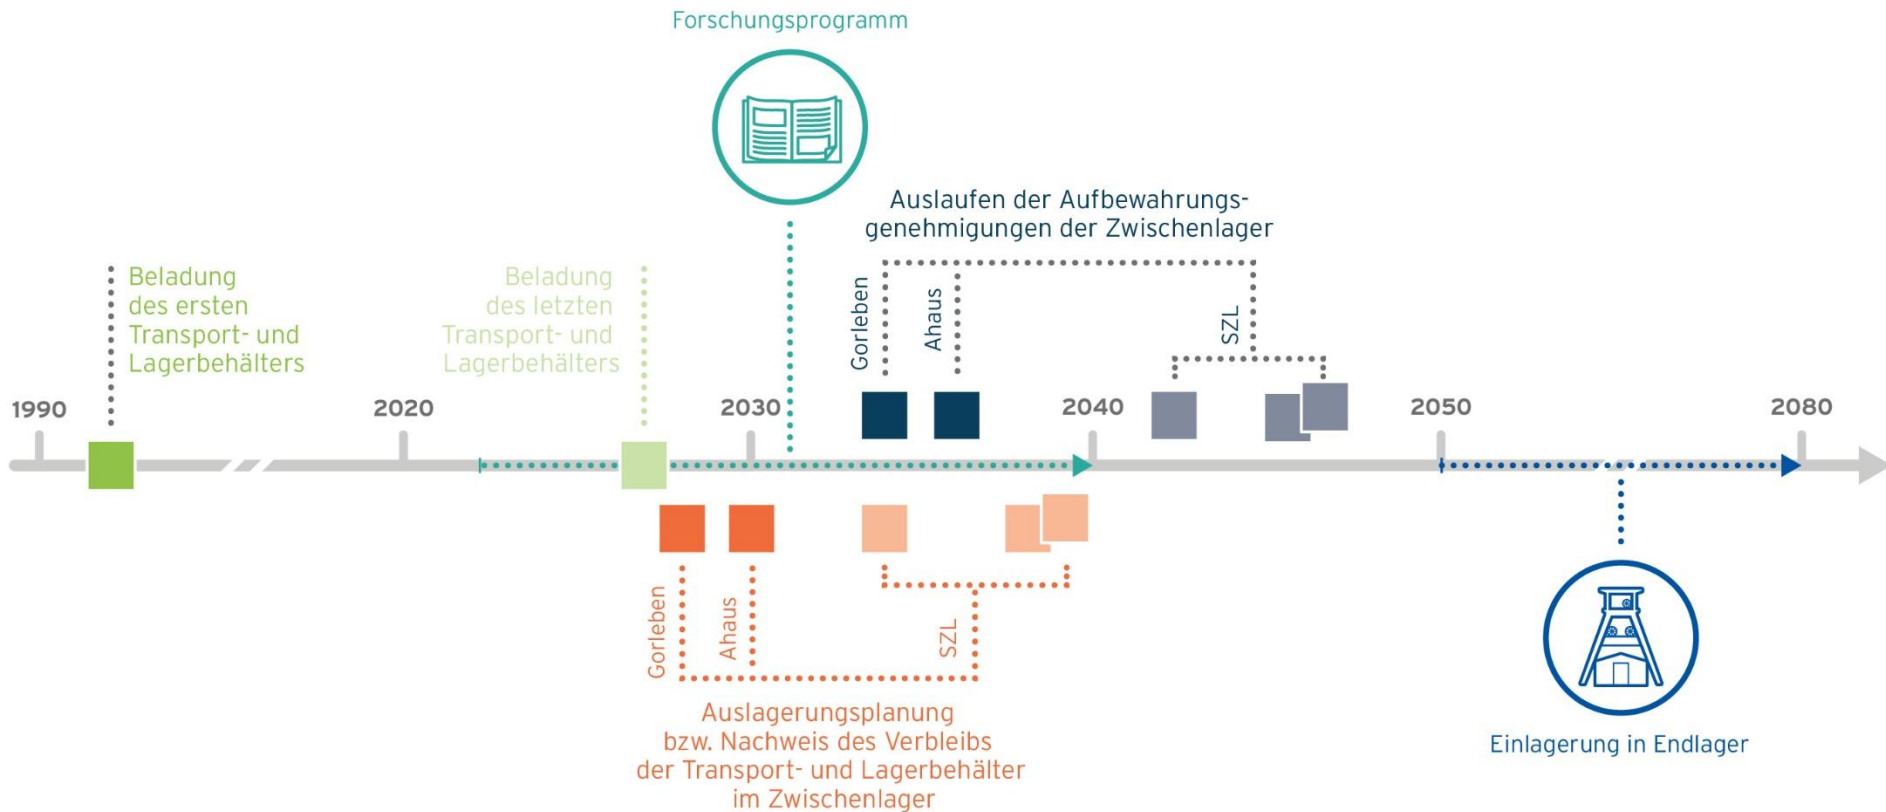 Forschungsprogramm
Auslaufen der Aufbewahrungs-
genehmigungen der Zwischenlager
Gorleben
Ahaus
SZL
Beladung
des ersten
Transport- und
Lagerbehälters
Beladung
des letzten
Transport- und
Lagerbehälters
1990
2020
2030
2040
2050
2080
Gorleben
Ahaus
SZL
Auslagerungsplanung
bzw. Nachweis des Verbleibs
der Transport- und Lagerbehälter
im Zwischenlager
Einlagerung in Endlager